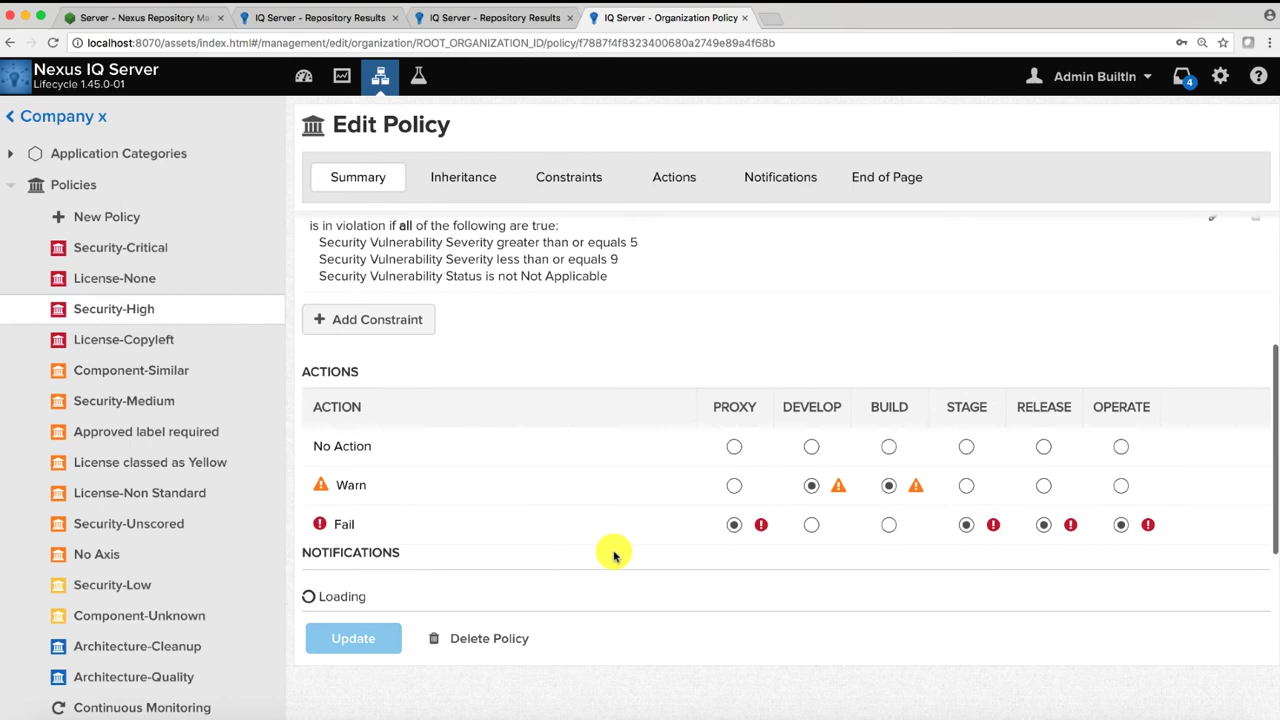 Server - Nexus Repository Ma
IQ Server - Repository Results
IQ Server - Repository Results
IQ Server - Organization Policy
localhost:8070/assets/index.html#/management/edit/organization/ROOT_ORGANIZATION_ID/policy/f7887f4f8323400680a2749e89a4f68b
Nexus IQ Server
Lifecycle 1.45.0-01
Admin BuiltIn
4
Company x
Application Categories
Policies
New Policy
Security-Critical
License-None
Security-High
License-Copyleft
Component-Similar
Security-Medium
Approved label required
License classed as Yellow
License-Non Standard
Security-Unscored
No Axis
Security-Low
Component-Unknown
Architecture-Cleanup
Architecture-Quality
Continuous Monitoring
Edit Policy
Summary Inheritance Constraints Actions Notifications End of Page
is in violation if all of the following are true:
Security Vulnerability Severity greater than or equals 5
Security Vulnerability Severity less than or equals 9
Security Vulnerability Status is not Not Applicable
+ Add Constraint
ACTIONS
ACTION PROXY DEVELOP BUILD STAGE RELEASE OPERATE
No Action
Warn
Fail
NOTIFICATIONS
Loading
Update Delete Policy